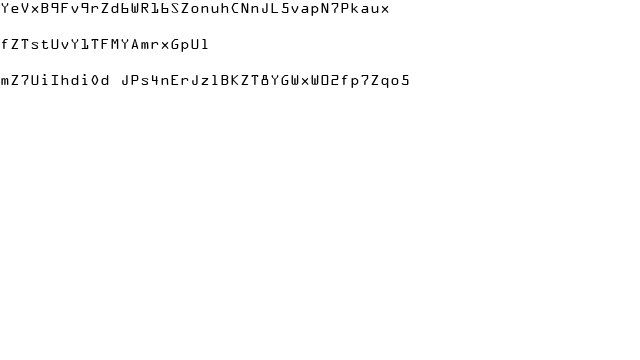 YeVxB9Fv9rZd6WR16SZonuhCNnJL5vapN7Pkaux
fZTstUvY1TFMYAmrxGpU1
mZ7UiIhdi0d JPs4nErJz1BKZT8YGWxWO2fp7Zqo5